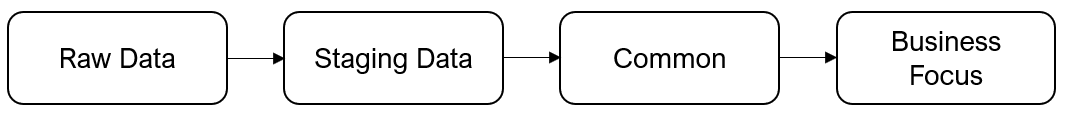 Raw Data
Staging Data
Common
Business
Focus